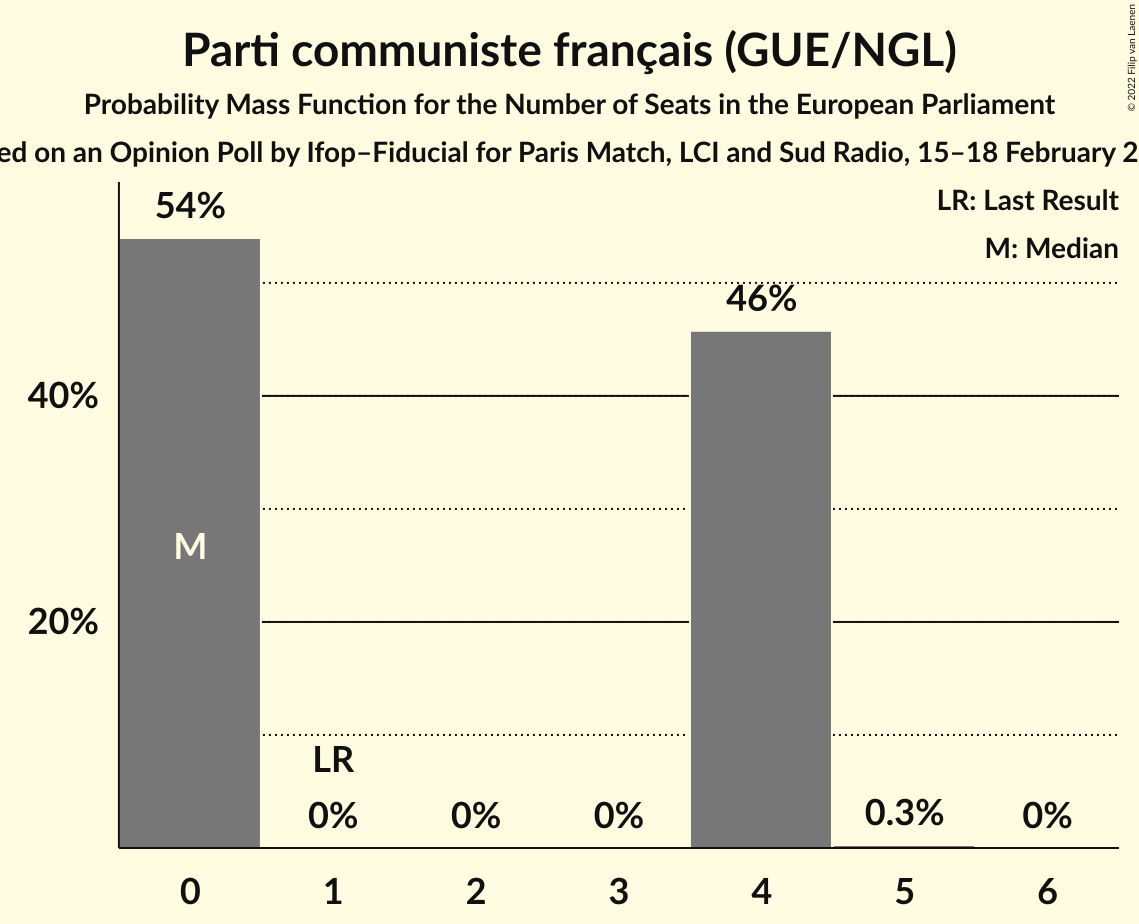 Parti communiste français (GUE/NGL)
Probability Mass Function for the Number of Seats in the European Parliament
ed on an Opinion Poll by Ifop–Fiducial for Paris Match, LCI and Sud Radio, 15–18 February 2
© 2022 Filip van Laenen
LR: Last Result
M: Median
54%
46%
40%
M
20%
LR
0%
0%
0%
0.3%
0%
0 1 2 3 4 5 6